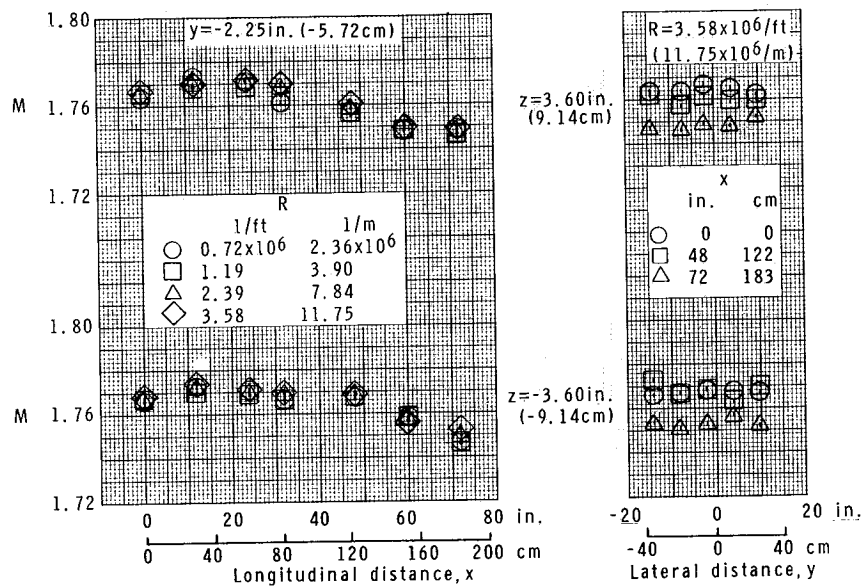 1.80
y=-2.25in. (-5.72cm)
M
1.76
1.72
R
1/ft 1/m
0.72x10⁶ 2.36x10⁶
1.19 3.90
2.39 7.84
3.58 11.75
1.80
M
1.76
1.72
0 20 40 60 80 in.
0 40 80 120 160 200 cm
Longitudinal distance, x
R=3.58x10⁶/ft
(11.75x10⁶/m)
z=3.60in.
(9.14cm)
x
in. cm
0 0
48 122
72 183
z=-3.60in.
(-9.14cm)
-20 0 20 in.
-40 0 40 cm
Lateral distance, y